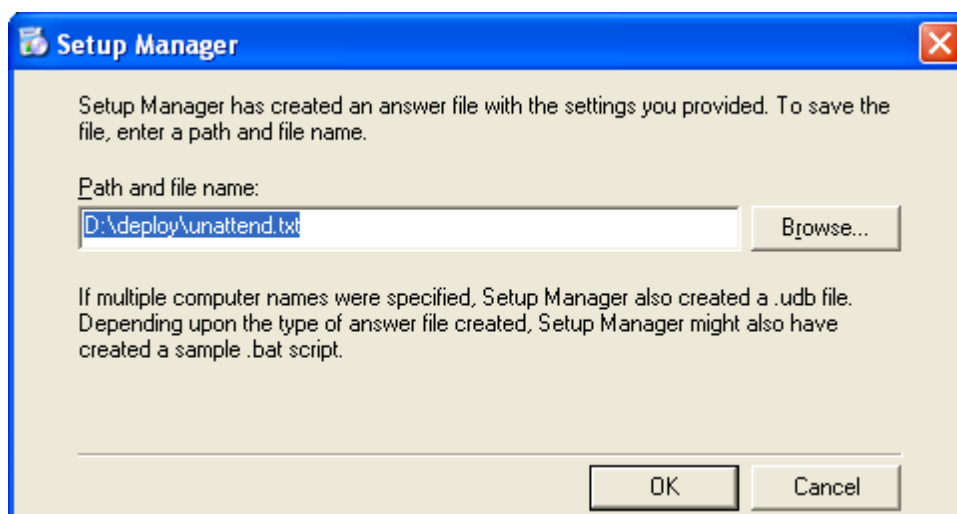 Setup Manager
Setup Manager has created an answer file with the settings you provided. To save the
file, enter a path and file name.
Path and file name:
D:\deploy\unattend.txt
Browse...
If multiple computer names were specified, Setup Manager also created a .udb file.
Depending upon the type of answer file created, Setup Manager might also have
created a sample .bat script.
OK
Cancel